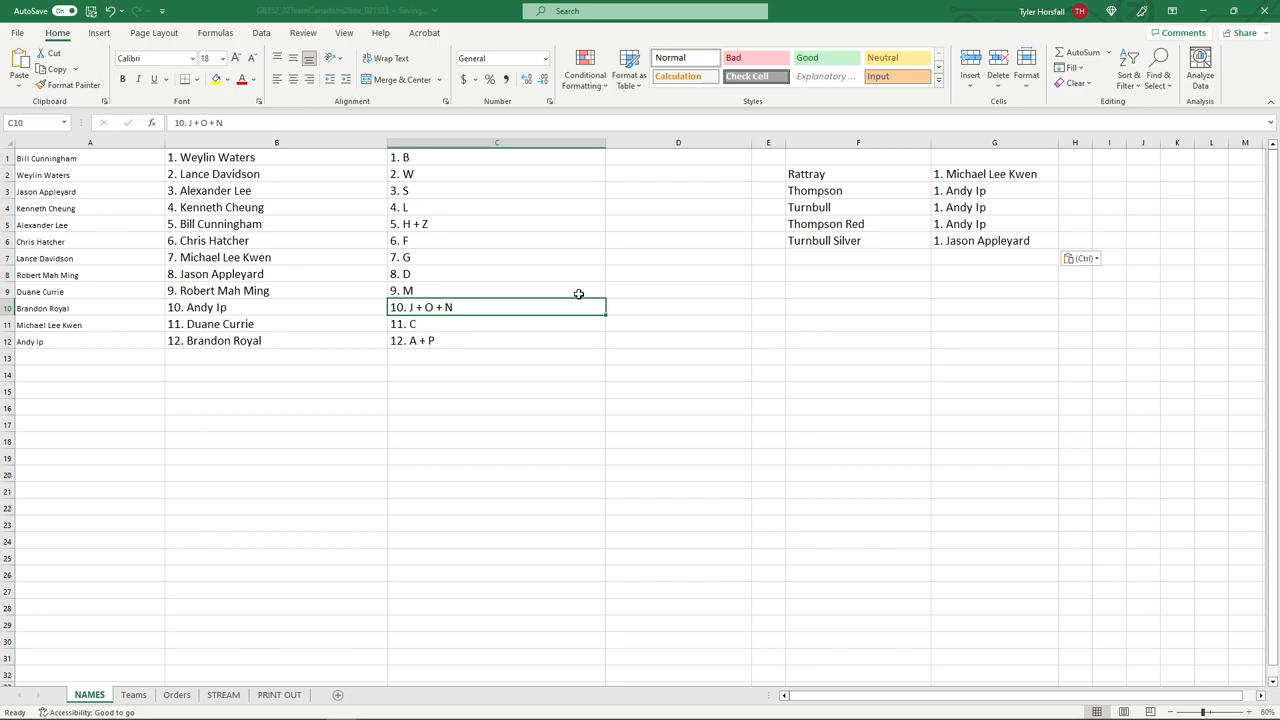 AutoSave On
Search
Tyler Horsfall TH
File Home Insert Draw Page Layout Formulas Data Review View Help Acrobat
Comments Share
Paste Cut Copy Format Painter Clipboard
Calibri 18 B I U Font
Wrap Text Merge & Center Alignment
General $ % Number
Conditional Formatting Format as Table
Normal Bad Good Neutral
Calculation Check Cell Explanatory ... Input
Styles
Insert Delete Format Cells
AutoSum Fill Clear Sort & Filter Find & Select Editing
Analyze Data Analysis
C10 fx 10. J + O + N
A B C D E F G H I J K L M
1 Bill Cunningham 1. Weylin Waters 1. B
2 Weylin Waters 2. Lance Davidson 2. W Rattray 1. Michael Lee Kwen
3 Jason Appleyard 3. Alexander Lee 3. S Thompson 1. Andy Ip
4 Kenneth Cheung 4. Kenneth Cheung 4. L Turnbull 1. Andy Ip
5 Alexander Lee 5. Bill Cunningham 5. H + Z Thompson Red 1. Andy Ip
6 Chris Hatcher 6. Chris Hatcher 6. F Turnbull Silver 1. Jason Appleyard
7 Lance Davidson 7. Michael Lee Kwen 7. G (Ctrl)
8 Robert Mah Ming 8. Jason Appleyard 8. D
9 Duane Currie 9. Robert Mah Ming 9. M
10 Brandon Royal 10. Andy Ip 10. J + O + N
11 Michael Lee Kwen 11. Duane Currie 11. C
12 Andy Ip 12. Brandon Royal 12. A + P
13
14
15
16
17
18
19
20
21
22
23
24
25
26
27
28
29
30
31
32
NAMES Teams Orders STREAM PRINT OUT
Ready Accessibility: Good to go 80%